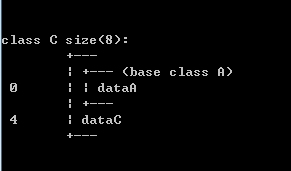 class C size(8):
+---
¦ +--- (base class A)
0 ¦ ¦ dataA
¦ +---
4 ¦ dataC
+---